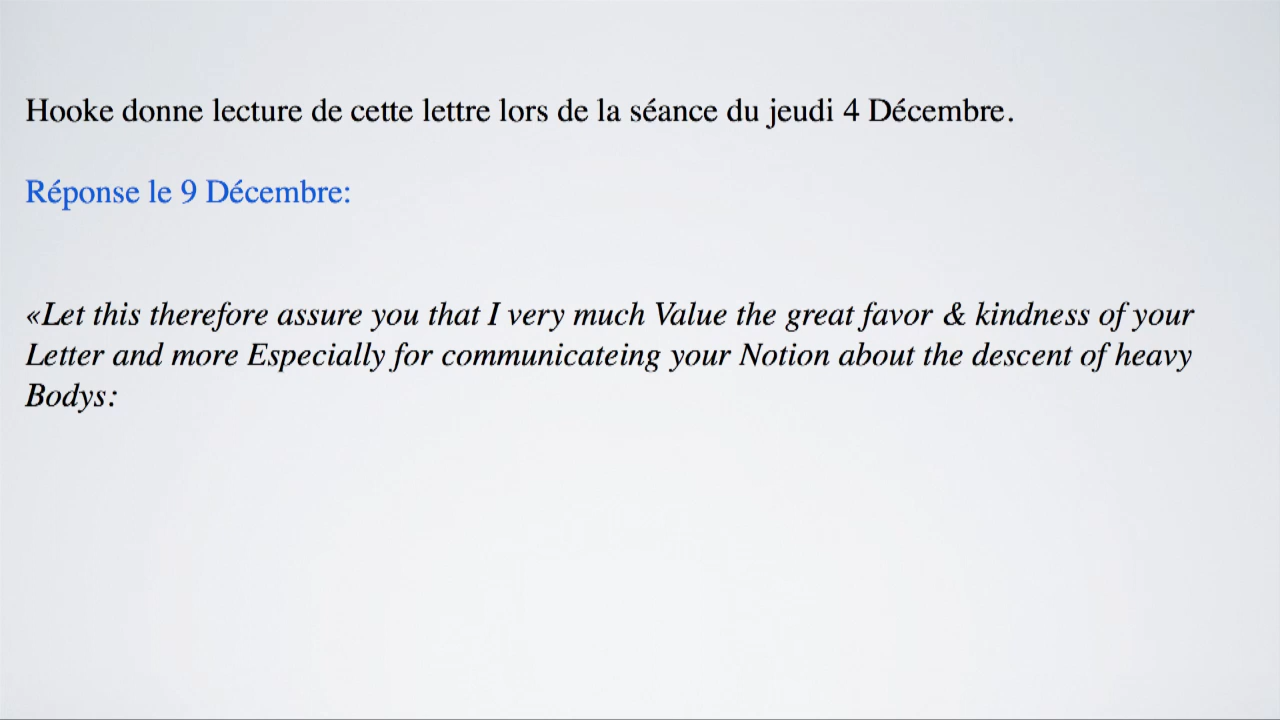 Hooke donne lecture de cette lettre lors de la séance du jeudi 4 Décembre.
Réponse le 9 Décembre:
«Let this therefore assure you that I very much Value the great favor & kindness of your
Letter and more Especially for communicateing your Notion about the descent of heavy
Bodys: